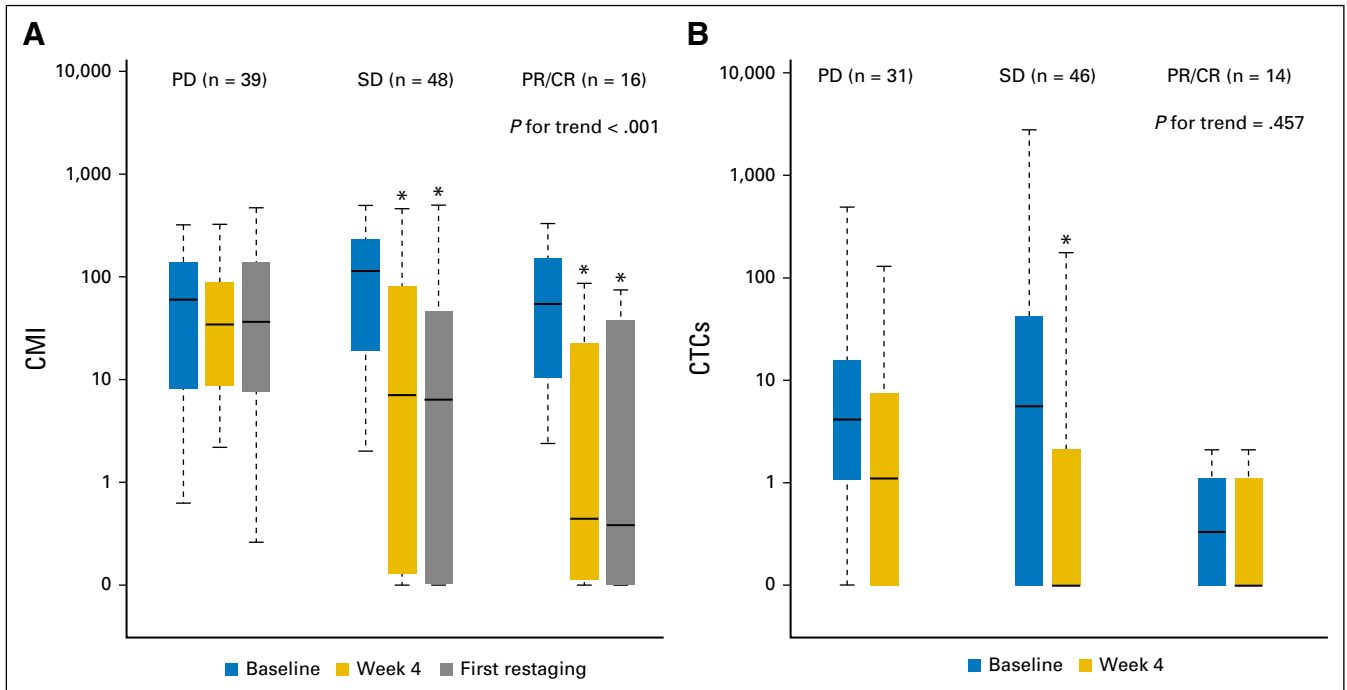 A
10,000
1,000
100
10
1
0
CMI
PD (n = 39)
SD (n = 48)
PR/CR (n = 16)
P for trend < .001
* *
* *
Baseline Week 4 First restaging
B
10,000
1,000
100
10
1
0
CTCs
PD (n = 31)
SD (n = 46)
PR/CR (n = 14)
P for trend = .457
*
Baseline Week 4